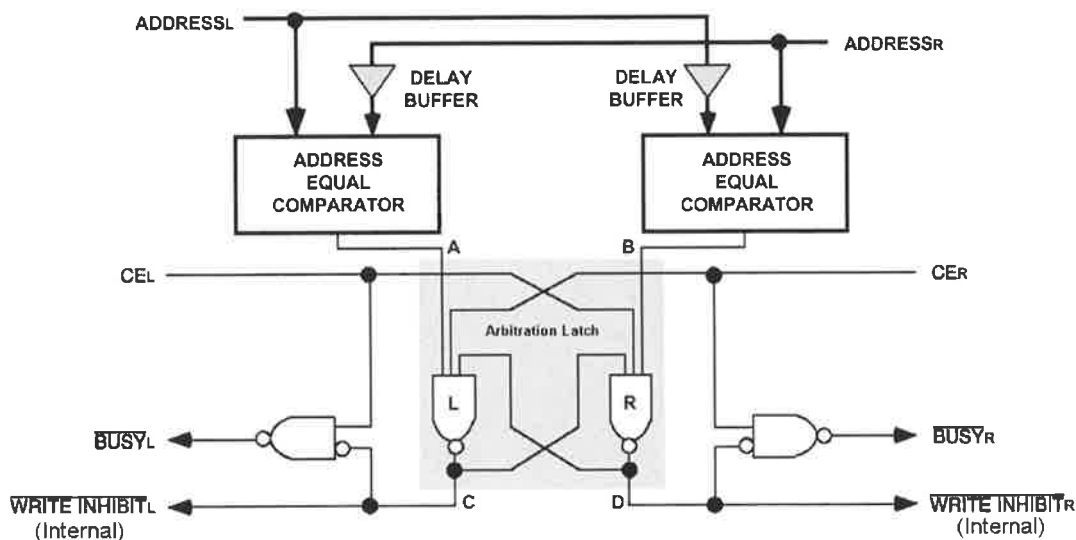 ADDRESSL
ADDRESSR
DELAY
BUFFER
DELAY
BUFFER
ADDRESS
EQUAL
COMPARATOR
ADDRESS
EQUAL
COMPARATOR
A
B
CEL
CER
Arbitration Latch
L
R
BUSYL
BUSYR
C
D
WRITE INHIBITL
(Internal)
WRITE INHIBITR
(Internal)